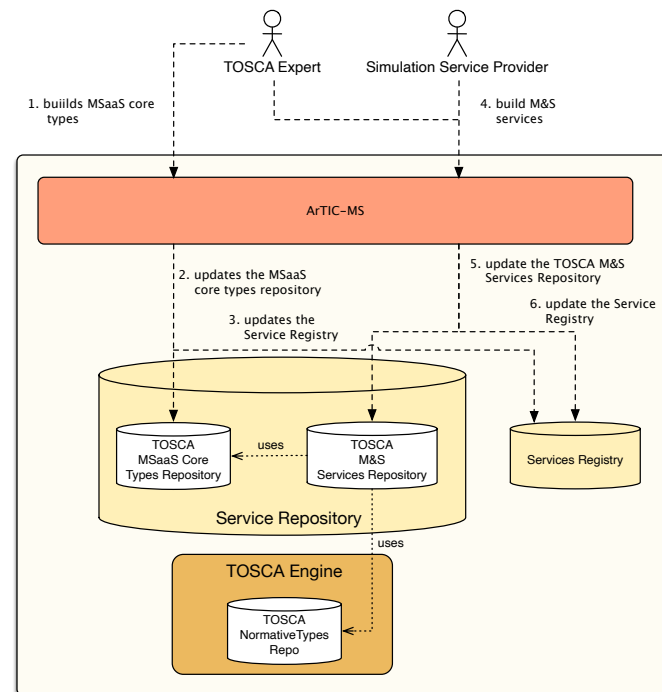 TOSCA Expert
Simulation Service Provider
1. buiilds MSaaS core
types
4. build M&S
services
ArTIC-MS
2. updates the MSaaS
core types repository
5. update the TOSCA M&S
Services Repository
3. updates the
Service Registry
6. update the Service
Registry
TOSCA
MSaaS Core
Types Repository
uses
TOSCA
M&S
Services Repository
Services Registry
Service Repository
uses
TOSCA Engine
TOSCA
NormativeTypes
Repo